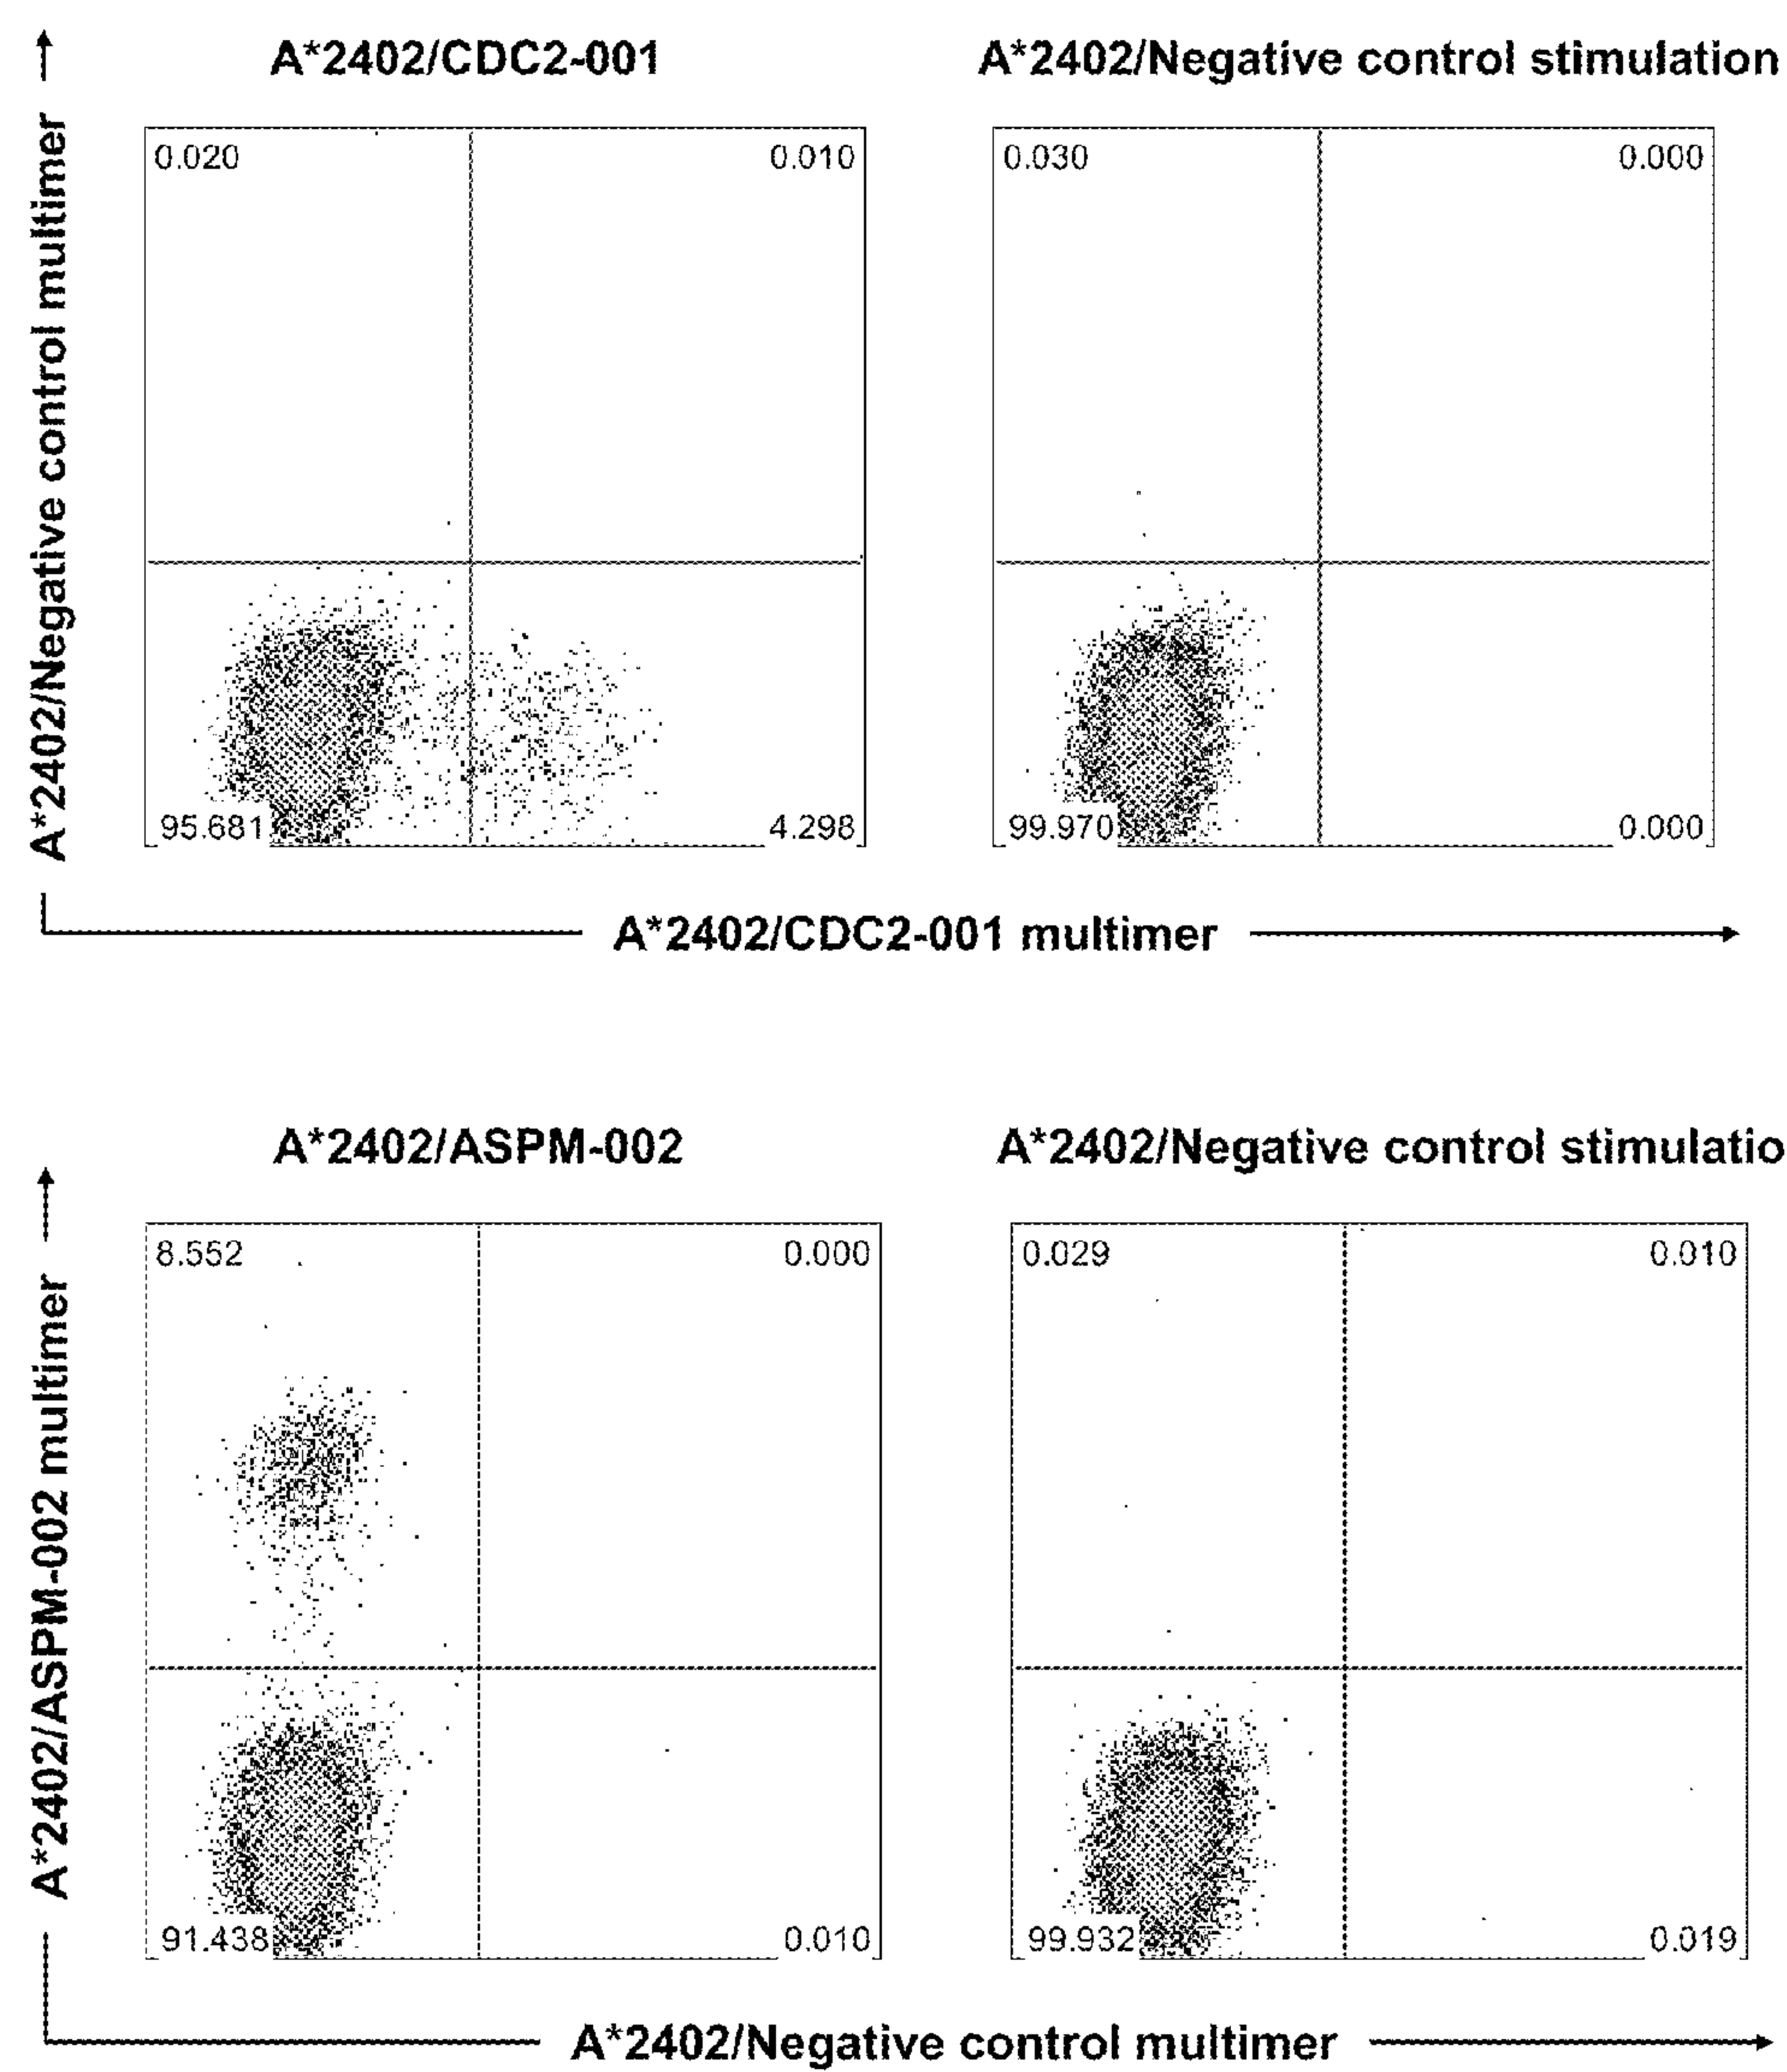 A*2402/CDC2-001
A*2402/Negative control stimulation
A*2402/Negative control multimer
0.020
0.010
95.681
4.298
0.030
0.000
99.970
0.000
A*2402/CDC2-001 multimer
A*2402/ASPM-002
A*2402/Negative control stimulatio
A*2402/ASPM-002 multimer
8.552
0.000
91.438
0.010
0.029
0.010
99.932
0.019
A*2402/Negative control multimer